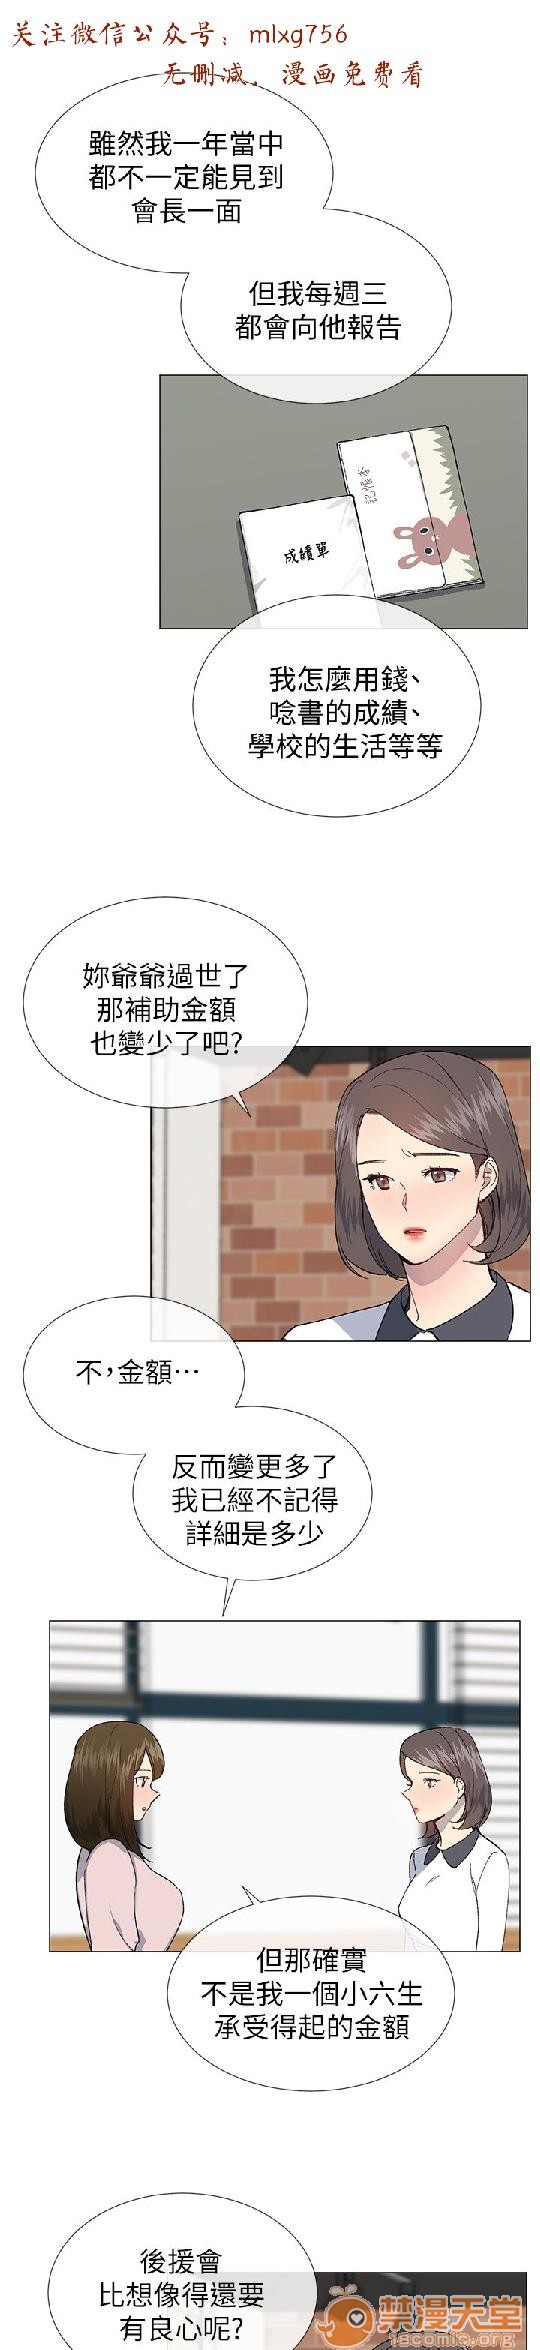 关注微信公众号：mlxg756
无删减，漫画免费看
雖然我一年當中
都不一定能見到
會長一面
但我每週三
都會向他報告
記帳本
成績單
我怎麼用錢、
唸書的成績、
學校的生活等等
妳爺爺過世了
那補助金額
也變少了吧?
不，金額⋯
反而變更多了
我已經不記得
詳細是多少
但那確實
不是我一個小六生
承受得起的金額
後援會
比想像得還要
有良心呢?
禁漫天堂
18comic.org